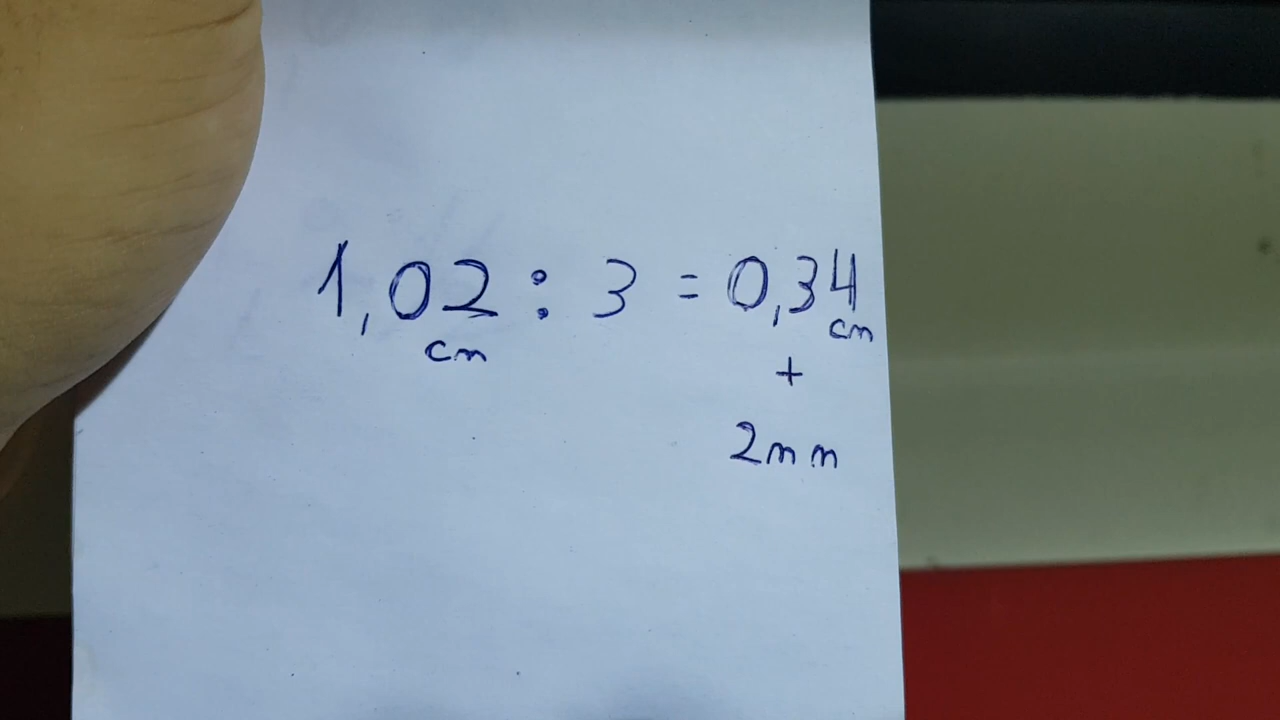 1,02 : 3 = 0,34
cm cm
+
2mm